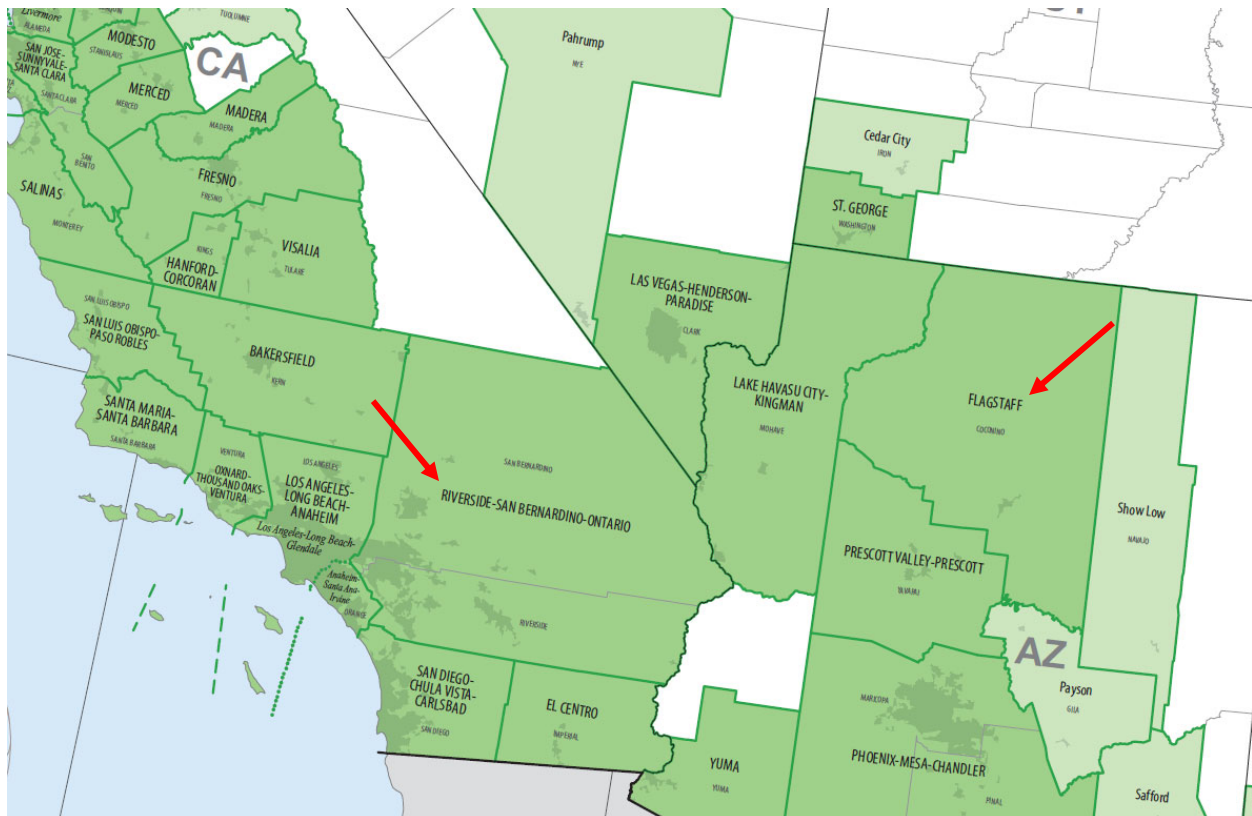 Livermore
ALAMEDA
TUOLUMNE
MODESTO
STANISLAUS
SAN JOSE-
SUNNYVALE-
SANTA CLARA
SANTA CLARA
CA
MERCED
MERCED
MADERA
MADERA
SAN
BENITO
FRESNO
FRESNO
SALINAS
MONTEREY
KINGS
HANFORD-
CORCORAN
VISALIA
TULARE
Pahrump
NYE
Cedar City
IRON
ST. GEORGE
WASHINGTON
LAS VEGAS-HENDERSON-
PARADISE
CLARK
SAN LUIS OBISPO
SAN LUIS OBISPO-
PASO ROBLES
BAKERSFIELD
KERN
LAKE HAVASU CITY-
KINGMAN
MOHAVE
FLAGSTAFF
COCONINO
SANTA MARIA-
SANTA BARBARA
SANTA BARBARA
VENTURA
OXNARD-
THOUSAND OAKS-
VENTURA
LOS ANGELES
LOS ANGELES-
LONG BEACH-
ANAHEIM
Los Angeles-Long Beach-
Glendale
Anaheim-
Santa Ana-
Irvine
ORANGE
SAN BERNARDINO
RIVERSIDE-SAN BERNARDINO-ONTARIO
RIVERSIDE
Show Low
NAVAJO
PRESCOTT VALLEY-PRESCOTT
YAVAPAI
AZ
Payson
GILA
SAN DIEGO-
CHULA VISTA-
CARLSBAD
SAN DIEGO
EL CENTRO
IMPERIAL
YUMA
YUMA
MARICOPA
PHOENIX-MESA-CHANDLER
PINAL
Safford